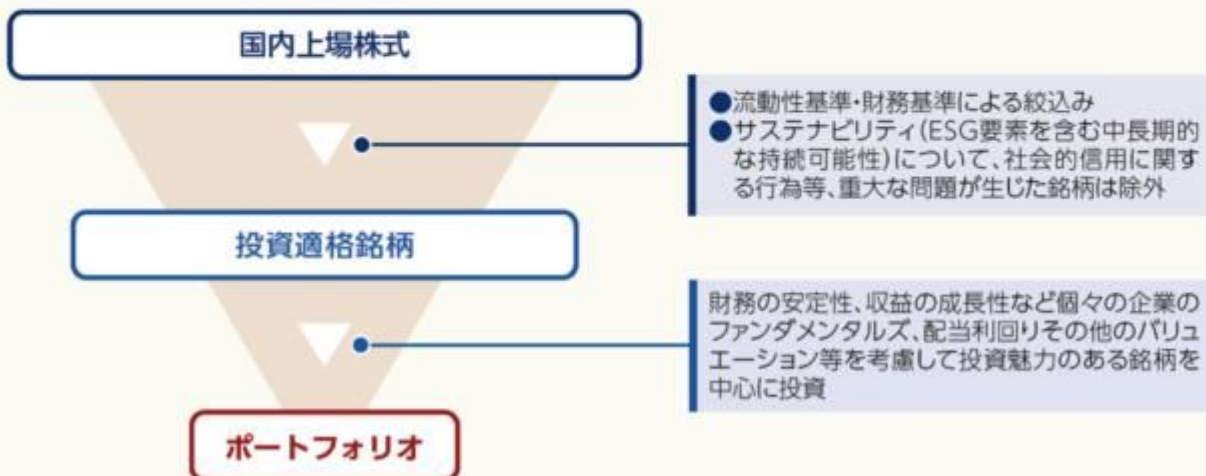 国内上場株式
●流動性基準・財務基準による絞込み
●サステナビリティ(ESG要素を含む中長期的
な持続可能性)について、社会的信用に関す
る行為等、重大な問題が生じた銘柄は除外
投資適格銘柄
財務の安定性、収益の成長性など個々の企業の
ファンダメンタルズ、配当利回りその他のバリュ
エーション等を考慮して投資魅力のある銘柄を
中心に投資
ポートフォリオ